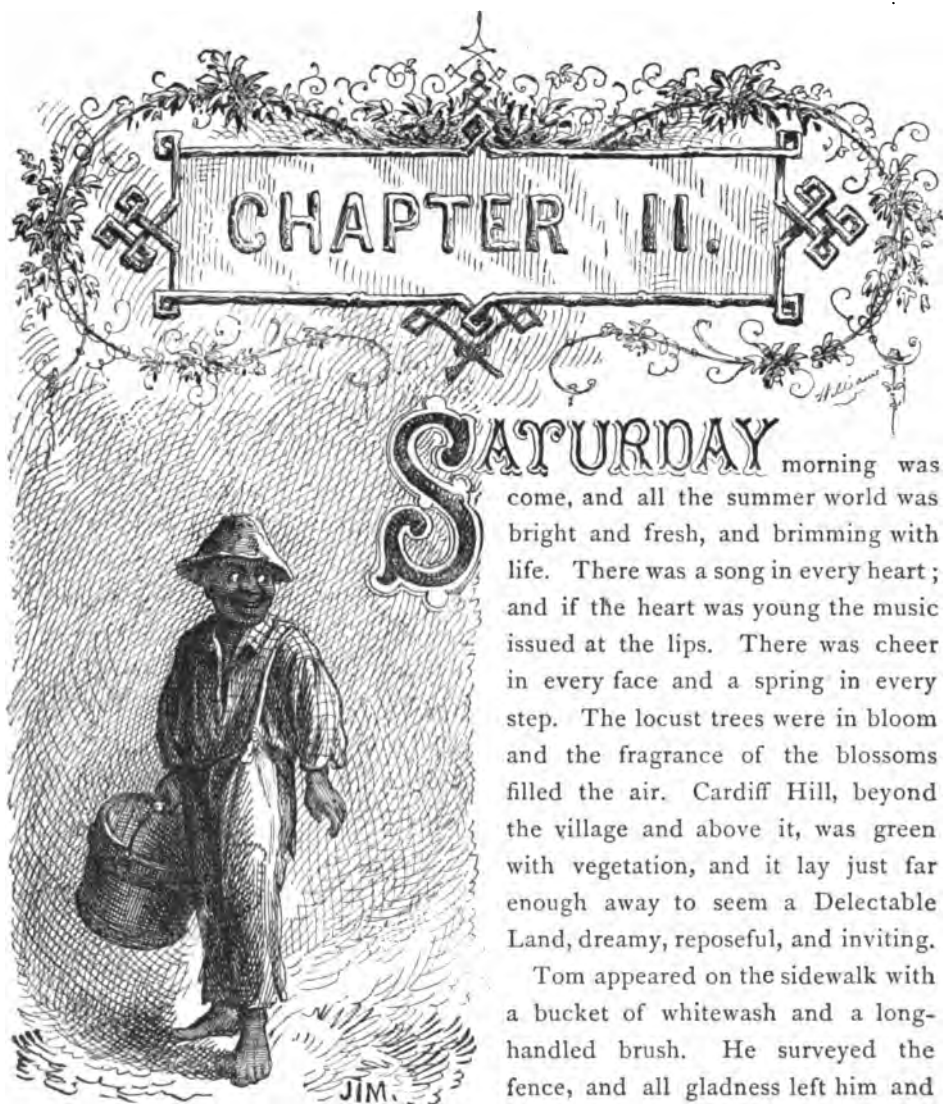 CHAPTER II.
Williams
SATURDAY morning was
come, and all the summer world was
bright and fresh, and brimming with
life. There was a song in every heart ;
and if the heart was young the music
issued at the lips. There was cheer
in every face and a spring in every
step. The locust trees were in bloom
and the fragrance of the blossoms
filled the air. Cardiff Hill, beyond
the village and above it, was green
with vegetation, and it lay just far
enough away to seem a Delectable
Land, dreamy, reposeful, and inviting.
Tom appeared on the sidewalk with
a bucket of whitewash and a long-
handled brush. He surveyed the
fence, and all gladness left him and
JIM.